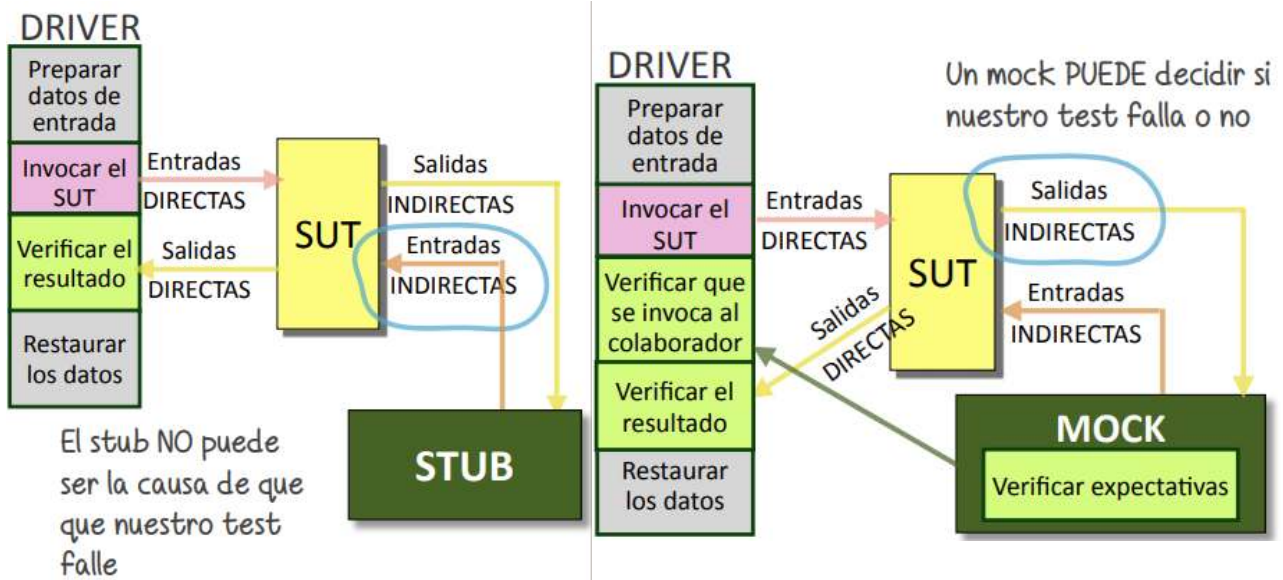 DRIVER
Preparar
datos de
entrada
Invocar el
SUT
Verificar el
resultado
Restaurar
los datos
Entradas
DIRECTAS
Salidas
DIRECTAS
SUT
Salidas
INDIRECTAS
Entradas
INDIRECTAS
STUB
El stub NO puede
ser la causa de que
que nuestro test
falle
DRIVER
Preparar
datos de
entrada
Invocar el
SUT
Verificar que
se invoca al
colaborador
Verificar el
resultado
Restaurar
los datos
Un mock PUEDE decidir si
nuestro test falla o no
Entradas
DIRECTAS
Salidas
DIRECTAS
SUT
Salidas
INDIRECTAS
Entradas
INDIRECTAS
MOCK
Verificar expectativas